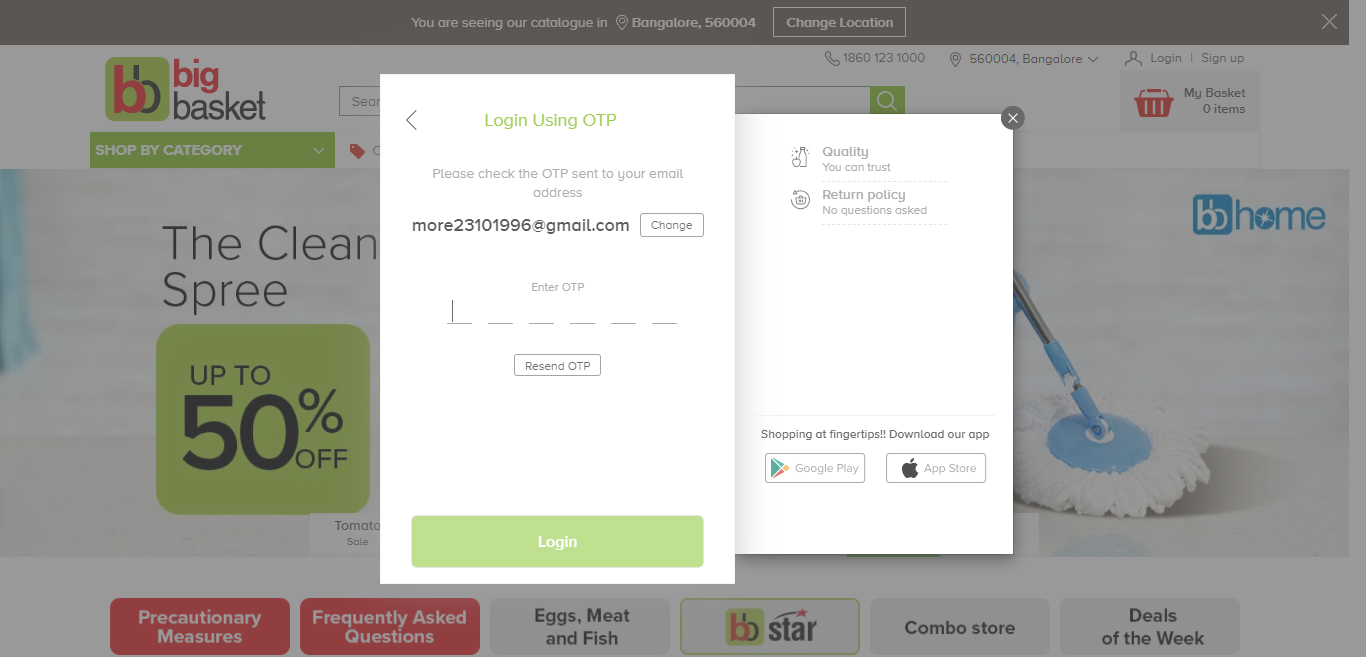 You are seeing our catalogue in Bangalore, 560004 Change Location
1860 123 1000 560004, Bangalore Login | Sign up
bb big
basket
Sear
My Basket
0 items
SHOP BY CATEGORY
Login Using OTP
Please check the OTP sent to your email
address
more23101996@gmail.com Change
Enter OTP
Resend OTP
Login
Quality
You can trust
Return policy
No questions asked
Shopping at fingertips!! Download our app
Google Play App Store
The Clean
Spree
UP TO
50%
OFF
bb home
Tomato
Sale
Precautionary
Measures
Frequently Asked
Questions
Eggs, Meat
and Fish
bb star
Combo store
Deals
of the Week